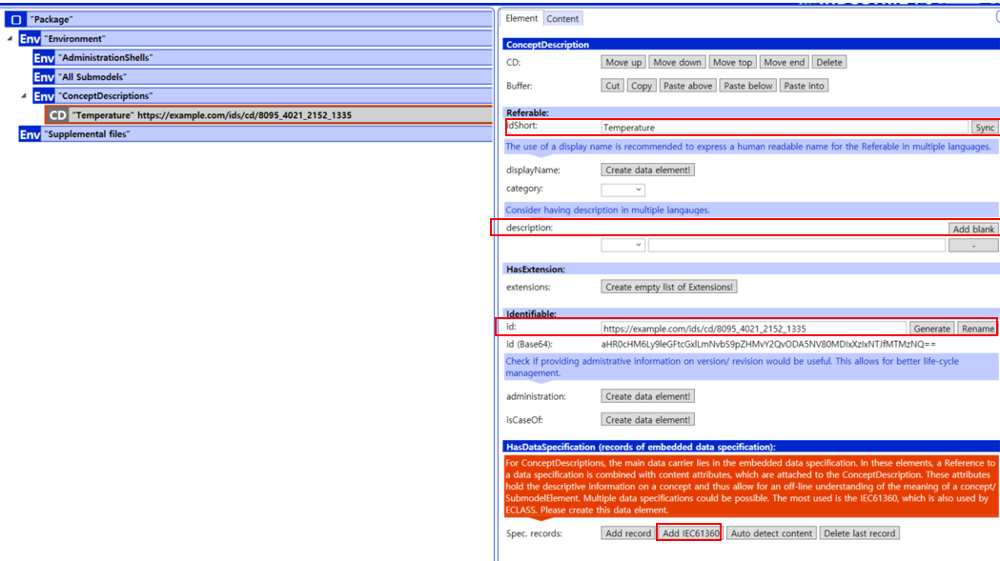 "Package"
Env "Environment"
Env "AdministrationShells"
Env "All Submodels"
Env "ConceptDescriptions"
CD "Temperature" https://example.com/ids/cd/8095_4021_2152_1335
Env "Supplemental files"
Element Content
ConceptDescription
CD: Move up Move down Move top Move end Delete
Buffer: Cut Copy Paste above Paste below Paste into
Referable:
idShort: Temperature Sync
The use of a display name is recommended to express a human readable name for the Referable in multiple languages.
displayName: Create data element!
category:
Consider having description in multiple langauges.
description: Add blank
-
HasExtension:
extensions: Create empty list of Extensions!
Identifiable:
id: https://example.com/ids/cd/8095_4021_2152_1335 Generate Rename
id (Base64):
Check if providing admistrative information on version/ revision would be useful. This allows for better life-cycle
management.
administration: Create data element!
isCaseOf: Create data element!
HasDataSpecification (records of embedded data specification):
For ConceptDescriptions, the main data carrier lies in the embedded data specification. In these elements, a Reference to
a data specification is combined with content attributes, which are attached to the ConceptDescription. These attributes
hold the descriptive information on a concept and thus allow for an off-line understanding of the meaning of a concept/
SubmodelElement. Multiple data specifications could be possible. The most used is the IEC61360, which is also used by
ECLASS. Please create this data element.
Spec. records: Add record Add IEC61360 Auto detect content Delete last record